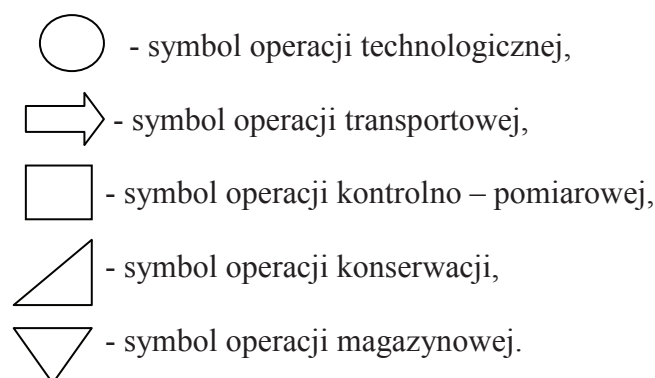 - symbol operacji technologicznej,
- symbol operacji transportowej,
- symbol operacji kontrolno – pomiarowej,
- symbol operacji konserwacji,
- symbol operacji magazynowej.